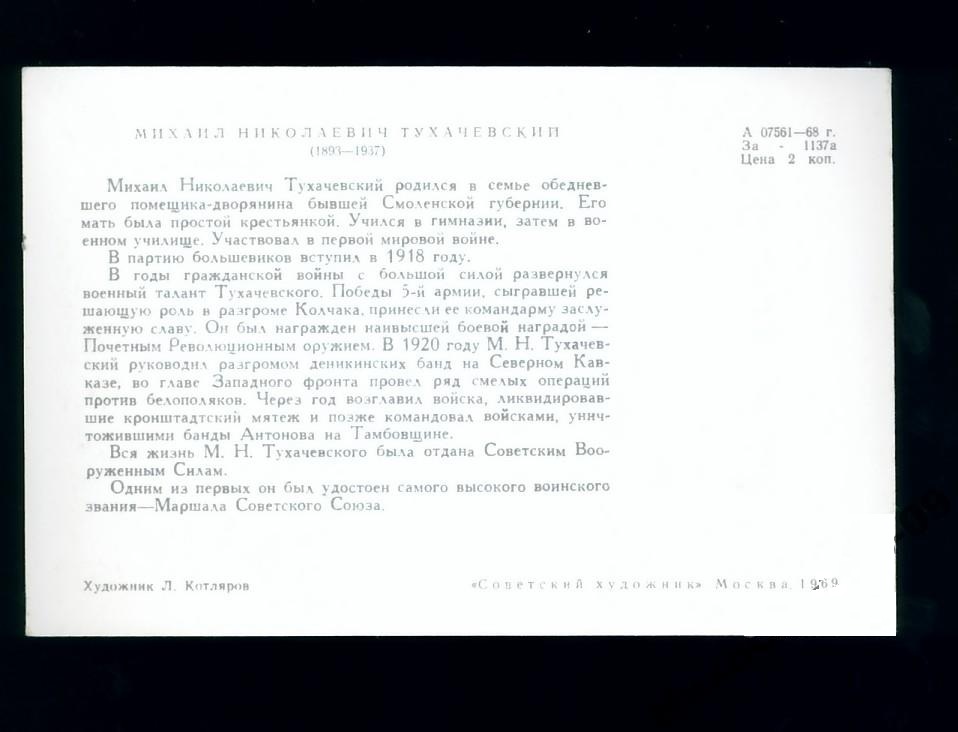 МИХАИЛ НИКОЛАЕВИЧ ТУХАЧЕВСКИЙ
(1893—1937)
А 07561—68 г.
За - 1137а
Цена 2 коп.
Михаил Николаевич Тухачевский родился в семье обеднев-
шего помещика-дворянина бывшей Смоленской губернии. Его
мать была простой крестьянкой. Учился в гимназии, затем в во-
енном училище. Участвовал в первой мировой войне.
В партию большевиков вступил в 1918 году.
В годы гражданской войны с большой силой развернулся
военный талант Тухачевского. Победы 5-й армии, сыгравшей ре-
шающую роль в разгроме Колчака, принесли ее командарму заслу-
женную славу. Он был награжден наивысшей боевой наградой —
Почетным Революционным оружием. В 1920 году М. Н. Тухачев-
ский руководил разгромом деникинских банд на Северном Кав-
казе, во главе Западного фронта провел ряд смелых операций
против белополяков. Через год возглавил войска, ликвидировав-
шие кронштадтский мятеж и позже командовал войсками, унич-
тожившими банды Антонова на Тамбовщине.
Вся жизнь М. Н. Тухачевского была отдана Советским Воо-
руженным Силам.
Одним из первых он был удостоен самого высокого воинского
звания—Маршала Советского Союза.
Художник Л. Котляров
«Советский художник» Москва. 1969